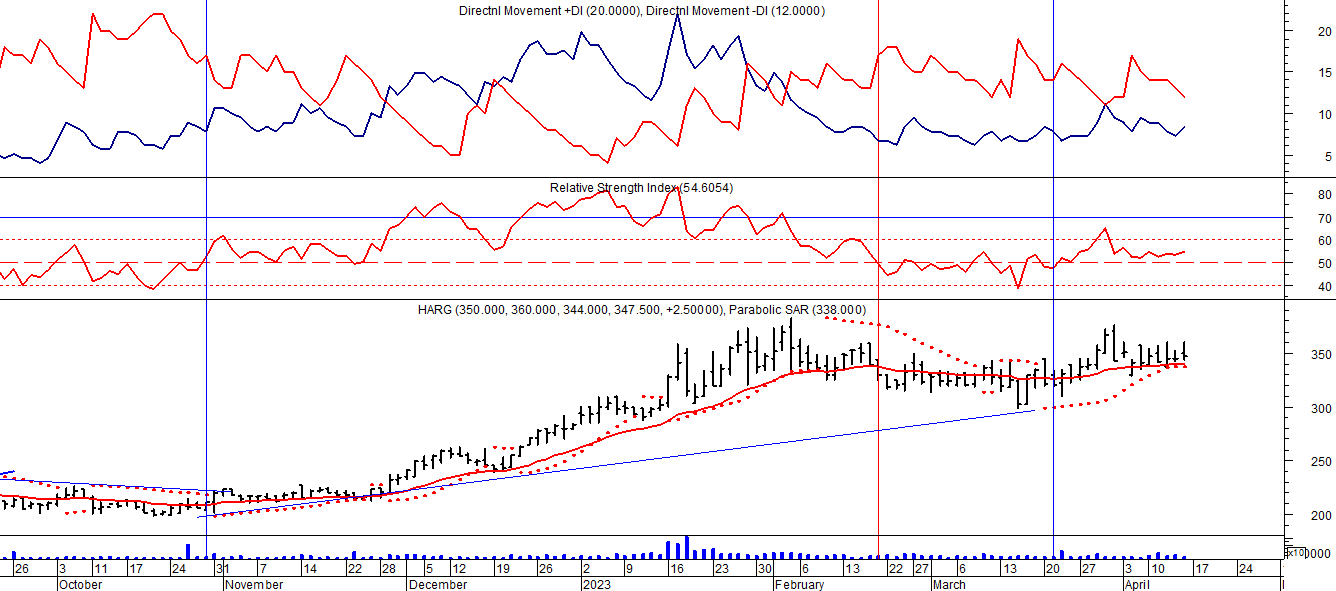 Directnl Movement +DI (20.0000), Directnl Movement -DI (12.0000)
20
15
10
5
Relative Strength Index (54.6054)
80
70
60
50
40
HARG (350.000, 360.000, 344.000, 347.500, +2.50000), Parabolic SAR (338.000)
350
300
250
200
x10 0000
26 3 11 17 24 31 7 14 22 28 5 12 19 26 2 9 16 23 30 6 13 22 27 6 13 20 27 3 10 17 24
October November December 2023 February March April